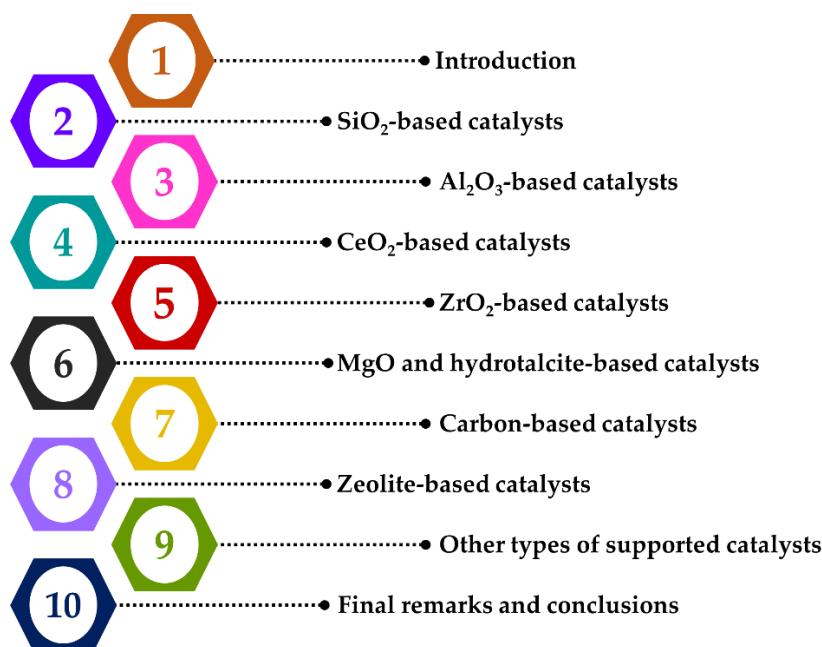 1 Introduction
2 SiO₂-based catalysts
3 Al₂O₃-based catalysts
4 CeO₂-based catalysts
5 ZrO₂-based catalysts
6 MgO and hydrotalcite-based catalysts
7 Carbon-based catalysts
8 Zeolite-based catalysts
9 Other types of supported catalysts
10 Final remarks and conclusions